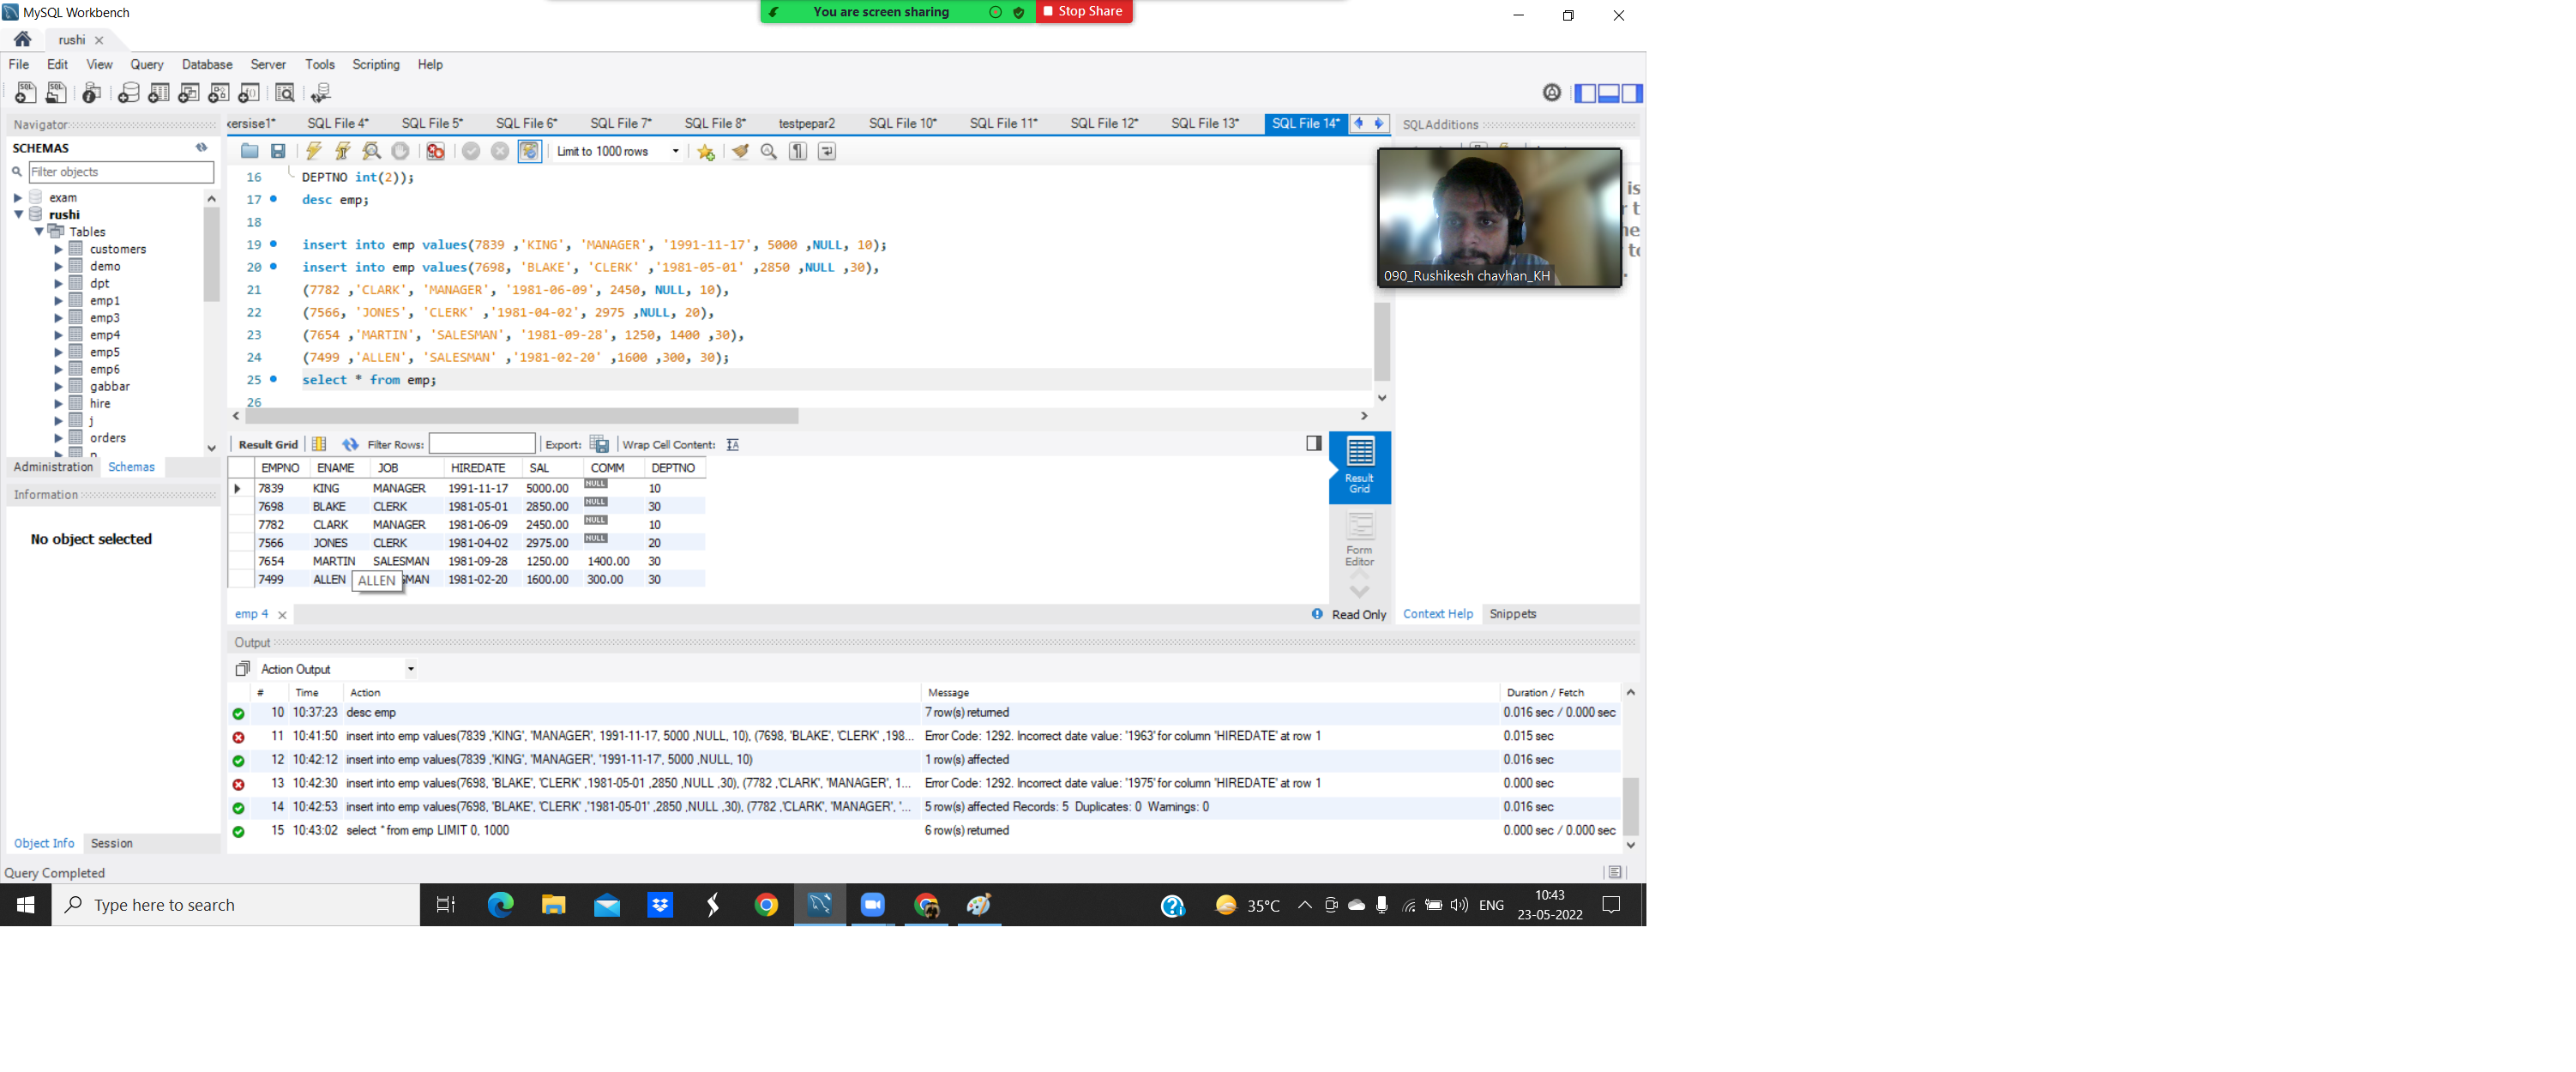 MySQL Workbench
You are screen sharing
Stop Share
rushi
File Edit View Query Database Server Tools Scripting Help
Navigator
SCHEMAS
Filter objects
exam
rushi
Tables
customers
demo
dpt
emp1
emp3
emp4
emp5
emp6
gabbar
hire
j
orders
Administration Schemas
Information
No object selected
Object Info Session
Query Completed
xersise1* SQL File 4* SQL File 5* SQL File 6* SQL File 7* SQL File 8* testpepar2 SQL File 10* SQL File 11* SQL File 12* SQL File 13* SQL File 14*
Limit to 1000 rows
16 DEPTNO int(2));
17 desc emp;
18
19 insert into emp values(7839 ,'KING', 'MANAGER', '1991-11-17', 5000 ,NULL, 10);
20 insert into emp values(7698, 'BLAKE', 'CLERK' ,'1981-05-01' ,2850 ,NULL ,30),
21 (7782 ,'CLARK', 'MANAGER', '1981-06-09', 2450, NULL, 10),
22 (7566, 'JONES', 'CLERK' ,'1981-04-02', 2975 ,NULL, 20),
23 (7654 ,'MARTIN', 'SALESMAN', '1981-09-28', 1250, 1400 ,30),
24 (7499 ,'ALLEN', 'SALESMAN' ,'1981-02-20' ,1600 ,300, 30);
25 select * from emp;
26
Result Grid Filter Rows: Export: Wrap Cell Content:
EMPNO ENAME JOB HIREDATE SAL COMM DEPTNO
7839 KING MANAGER 1991-11-17 5000.00 NULL 10
7698 BLAKE CLERK 1981-05-01 2850.00 NULL 30
7782 CLARK MANAGER 1981-06-09 2450.00 NULL 10
7566 JONES CLERK 1981-04-02 2975.00 NULL 20
7654 MARTIN SALESMAN 1981-09-28 1250.00 1400.00 30
7499 ALLEN MAN 1981-02-20 1600.00 300.00 30
ALLEN
Result Grid
Form Editor
emp 4
Read Only
SQLAdditions
090_Rushikesh chavhan_KH
Context Help Snippets
Output
Action Output
# Time Action Message Duration / Fetch
10 10:37:23 desc emp 7 row(s) returned 0.016 sec / 0.000 sec
11 10:41:50 insert into emp values(7839 ,'KING', 'MANAGER', 1991-11-17, 5000 ,NULL, 10), (7698, 'BLAKE', 'CLERK' ,198... Error Code: 1292. Incorrect date value: '1963' for column 'HIREDATE' at row 1 0.015 sec
12 10:42:12 insert into emp values(7839 ,'KING', 'MANAGER', '1991-11-17', 5000 ,NULL, 10) 1 row(s) affected 0.016 sec
13 10:42:30 insert into emp values(7698, 'BLAKE', 'CLERK' ,1981-05-01 ,2850 ,NULL ,30), (7782 ,'CLARK', 'MANAGER', 1... Error Code: 1292. Incorrect date value: '1975' for column 'HIREDATE' at row 1 0.000 sec
14 10:42:53 insert into emp values(7698, 'BLAKE', 'CLERK' ,'1981-05-01' ,2850 ,NULL ,30), (7782 ,'CLARK', 'MANAGER', '... 5 row(s) affected Records: 5 Duplicates: 0 Warnings: 0 0.016 sec
15 10:43:02 select * from emp LIMIT 0, 1000 6 row(s) returned 0.000 sec / 0.000 sec
Type here to search
35°C
ENG
10:43
23-05-2022